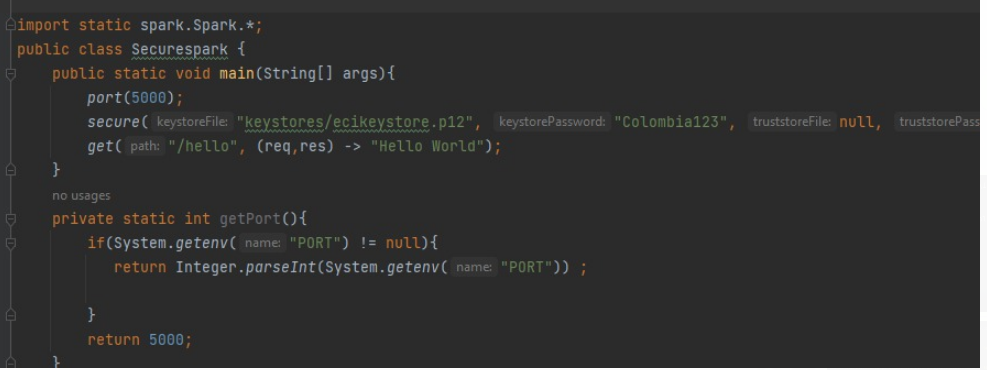 import static spark.Spark.*;
public class Securespark {
public static void main(String[] args){
port(5000);
secure( keystoreFile: "keystores/ecikeystore.p12", keystorePassword: "Colombia123", truststoreFile: null, truststorePass
get( path: "/hello", (req,res) -> "Hello World");
}
no usages
private static int getPort(){
if(System.getenv( name: "PORT") != null){
return Integer.parseInt(System.getenv( name: "PORT")) ;
}
return 5000;
}